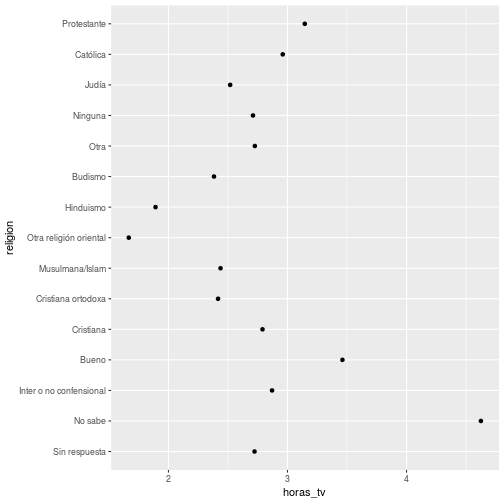 Protestante
Católica
Judía
Ninguna
Otra
Budismo
Hinduismo
Otra religión oriental
Musulmana/Islam
Cristiana ortodoxa
Cristiana
Bueno
Inter o no confensional
No sabe
Sin respuesta
religion
2 3 4
horas_tv